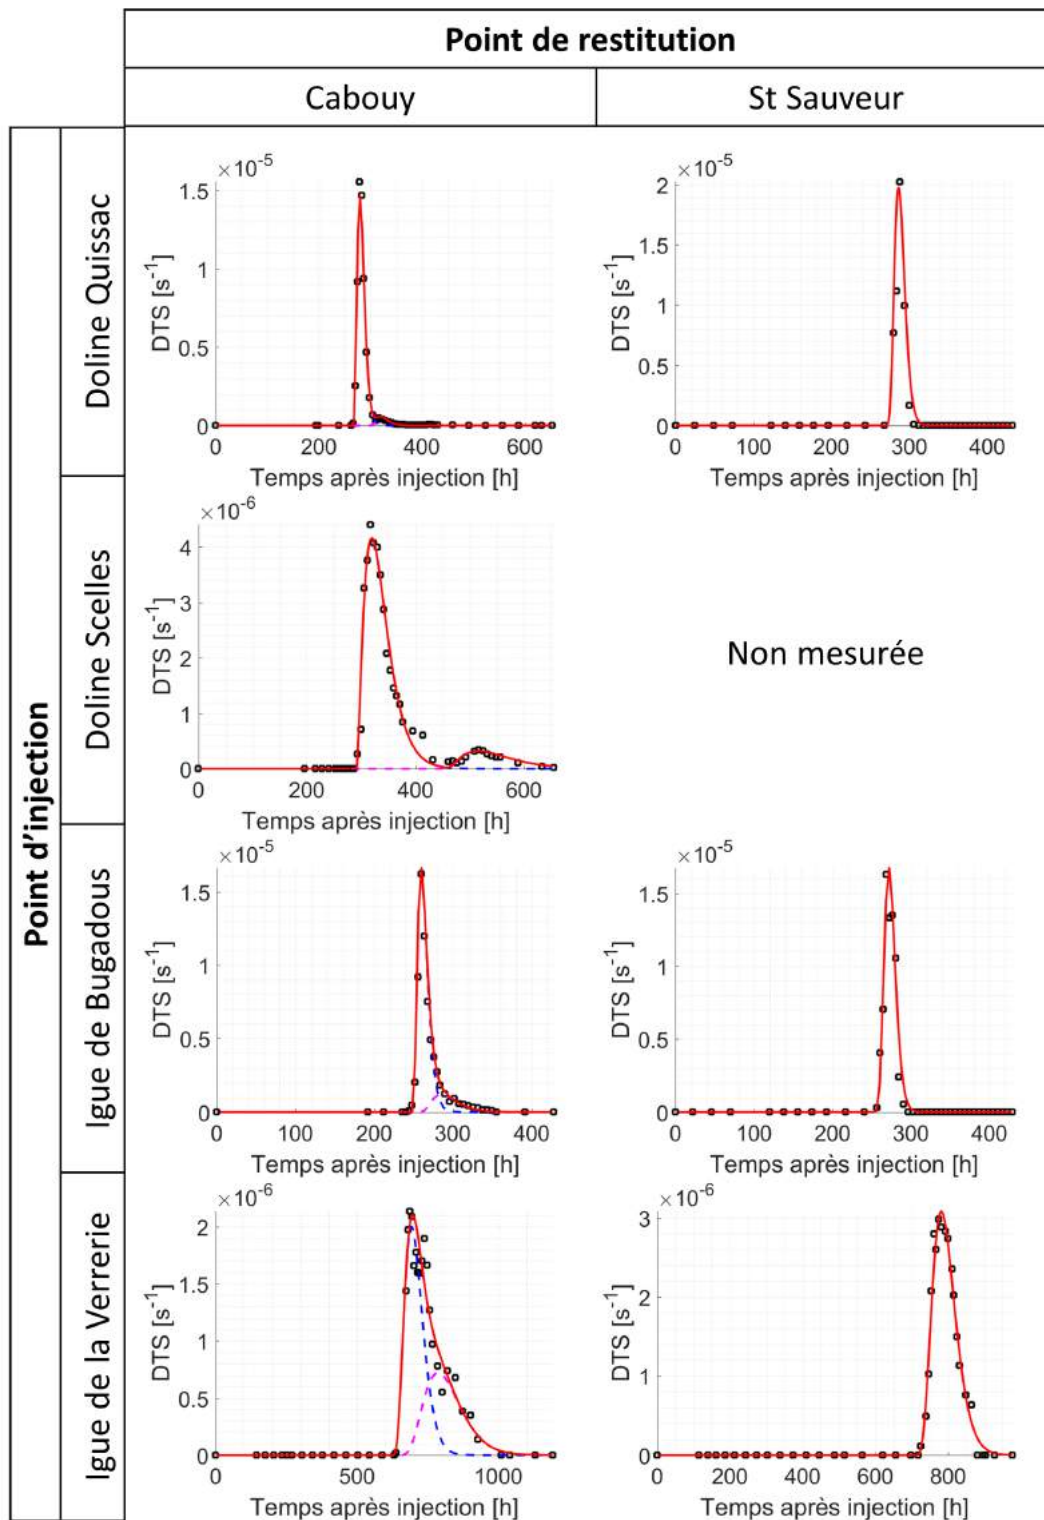 Point de restitution
Cabouy
St Sauveur
Point d'injection
Doline Quissac
×10⁻⁵
1.5
1
0.5
0
DTS [s⁻¹]
0 200 400 600
Temps après injection [h]
×10⁻⁵
2
1.5
1
0.5
0
DTS [s⁻¹]
0 100 200 300 400
Temps après injection [h]
Doline Scelles
×10⁻⁶
4
3
2
1
0
DTS [s⁻¹]
0 200 400 600
Temps après injection [h]
Non mesurée
Igue de Bugadous
×10⁻⁵
1.5
1
0.5
0
DTS [s⁻¹]
0 100 200 300 400
Temps après injection [h]
×10⁻⁵
1.5
1
0.5
0
DTS [s⁻¹]
0 100 200 300 400
Temps après injection [h]
Igue de la Verrerie
×10⁻⁶
2
1.5
1
0.5
0
DTS [s⁻¹]
0 500 1000
Temps après injection [h]
×10⁻⁶
3
2
1
0
DTS [s⁻¹]
0 200 400 600 800
Temps après injection [h]